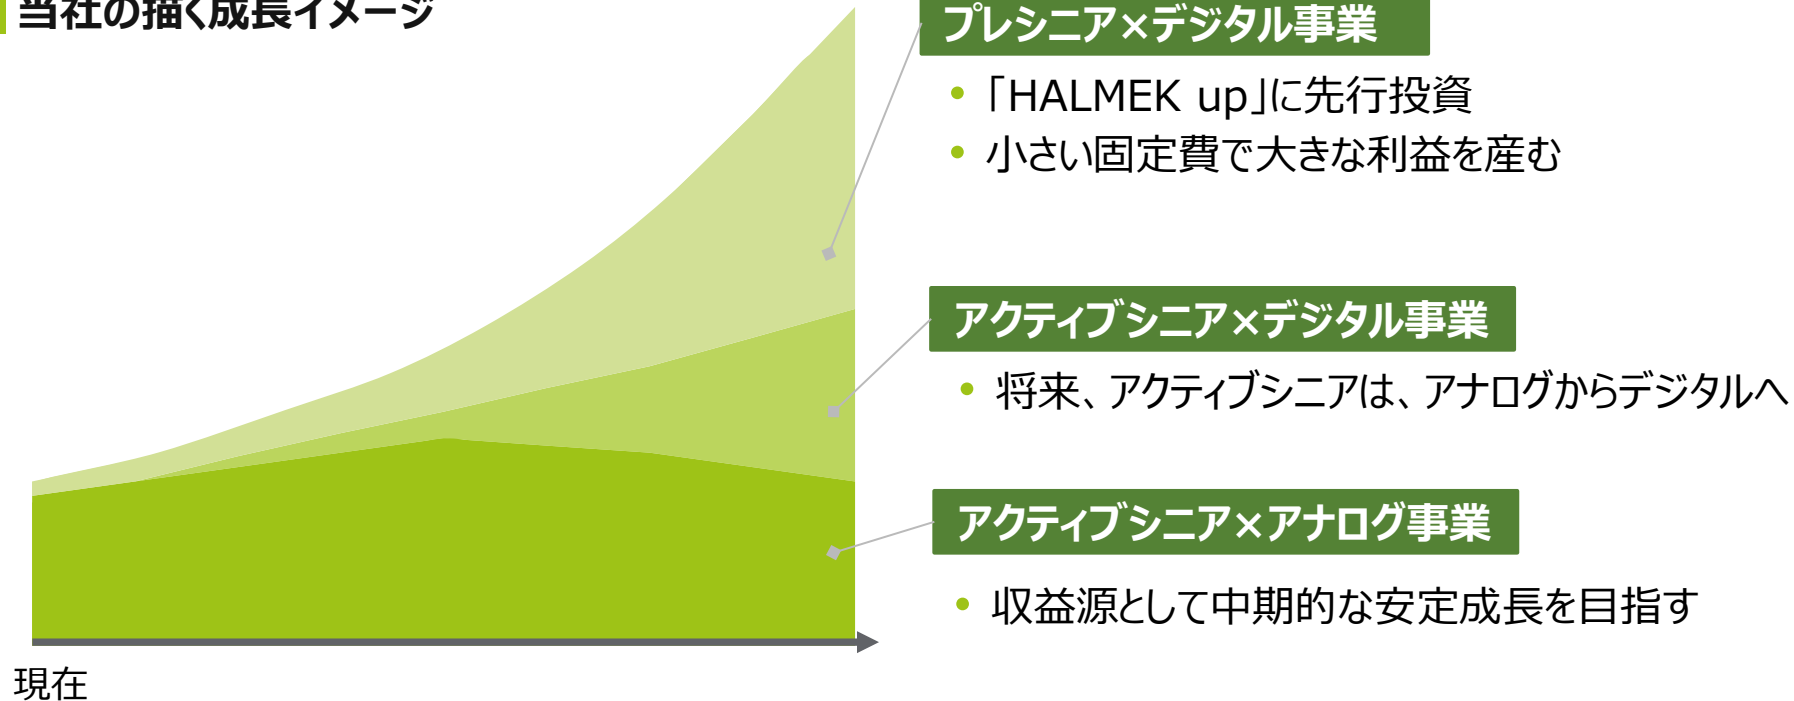 当社の描く成長イメージ
プレシニア×デジタル事業
• 「HALMEK up」に先行投資
• 小さい固定費で大きな利益を産む
アクティブシニア×デジタル事業
• 将来、アクティブシニアは、アナログからデジタルへ
アクティブシニア×アナログ事業
• 収益源として中期的な安定成長を目指す
現在